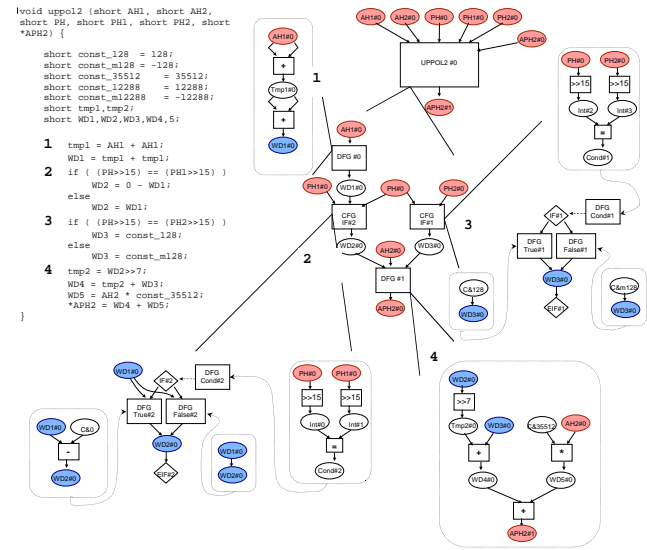 void uppol2 (short AH1, short AH2,
short PH, short PH1, short PH2, short
*APH2) {
short const_128 = 128;
short const_m128 = -128;
short const_35512 = 35512;
short const_12288 = 12288;
short const_m12288 = -12288;
short tmp1,tmp2;
short WD1,WD2,WD3,WD4,5;
1 tmp1 = AH1 + AH1;
WD1 = tmp1 + tmp1;
2 if ( (PH>>15) == (PH1>>15) )
WD2 = 0 - WD1;
else
WD2 = WD1;
3 if ( (PH>>15) == (PH2>>15) )
WD3 = const_128;
else
WD3 = const_m128;
4 tmp2 = WD2>>7;
WD4 = tmp2 + WD3;
WD5 = AH2 * const_35512;
*APH2 = WD4 + WD5;
}
AH1#0
+
Tmp1#0
+
WD1#0
1
AH1#0
AH2#0
PH#0
PH1#0
PH2#0
APH2#0
UPPOL2 #0
APH2#1
AH1#0
DFG #0
WD1#0
PH1#0
PH#0
PH2#0
CFG
IF#2
CFG
IF#1
WD2#0
WD3#0
AH2#0
DFG #1
APH2#0
2
3
4
PH#0
PH2#0
>>15
>>15
Int#2
Int#3
=
Cond#1
DFG
Cond#1
IF#1
DFG
True#1
DFG
False#1
WD3#0
EIF#1
C&128
WD3#0
C&m128
WD3#0
WD1#0
IF#2
DFG
Cond#2
DFG
True#2
DFG
False#2
WD2#0
EIF#2
WD1#0
C&0
-
WD2#0
WD1#0
WD2#0
PH#0
PH1#0
>>15
>>15
Int#0
Int#1
=
Cond#2
WD2#0
>>7
Tmp2#0
WD3#0
C&35512
AH2#0
+
*
WD4#0
WD5#0
+
APH2#1